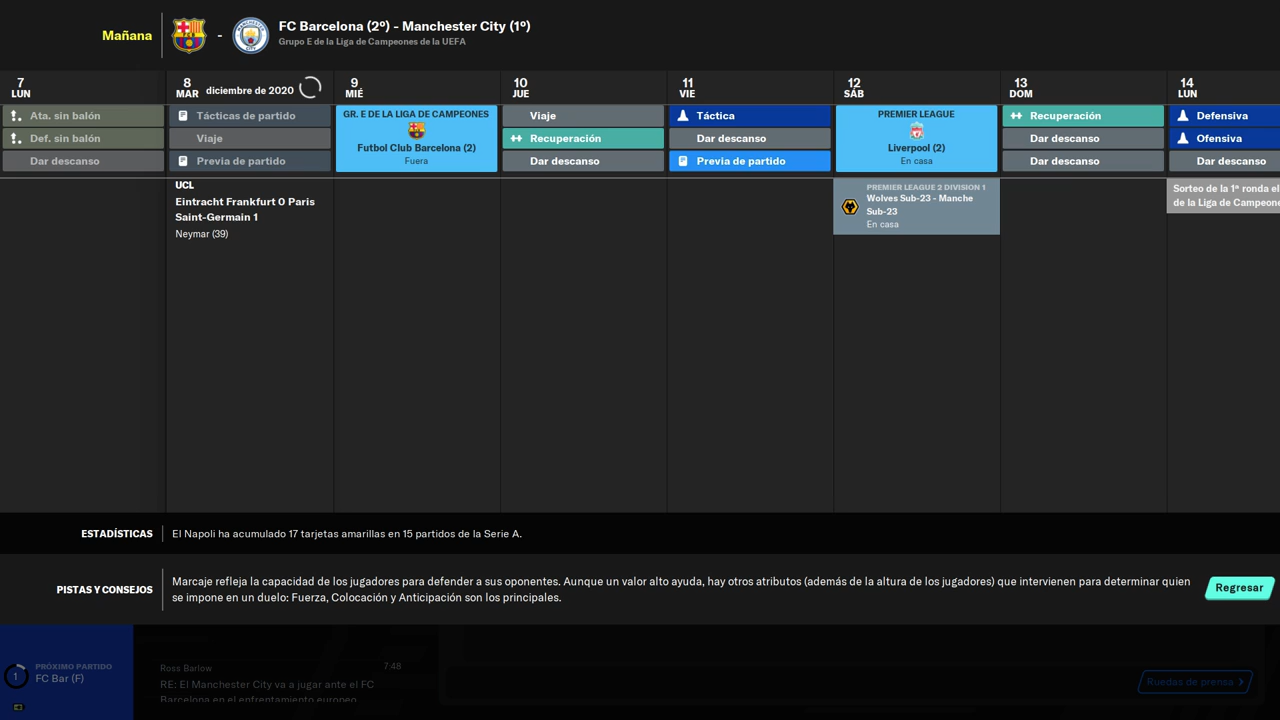 Mañana
FC Barcelona (2º) - Manchester City (1º)
Grupo E de la Liga de Campeones de la UEFA
7
LUN
8
MAR
diciembre de 2020
9
MIÉ
10
JUE
11
VIE
12
SÁB
13
DOM
14
LUN
Ata. sin balón
Def. sin balón
Dar descanso
Tácticas de partido
Viaje
Previa de partido
GR. E DE LA LIGA DE CAMPEONES
Futbol Club Barcelona (2)
Fuera
Viaje
Recuperación
Dar descanso
Táctica
Dar descanso
Previa de partido
PREMIER LEAGUE
Liverpool (2)
En casa
Recuperación
Dar descanso
Dar descanso
Defensiva
Ofensiva
Dar descanso
UCL
Eintracht Frankfurt 0 Paris
Saint-Germain 1
Neymar (39)
PREMIER LEAGUE 2 DIVISION 1
Wolves Sub-23 - Manche
Sub-23
En casa
Sorteo de la 1ª ronda el
de la Liga de Campeone
ESTADÍSTICAS
El Napoli ha acumulado 17 tarjetas amarillas en 15 partidos de la Serie A.
PISTAS Y CONSEJOS
Marcaje refleja la capacidad de los jugadores para defender a sus oponentes. Aunque un valor alto ayuda, hay otros atributos (además de la altura de los jugadores) que intervienen para determinar quien
se impone en un duelo: Fuerza, Colocación y Anticipación son los principales.
Regresar
1
PRÓXIMO PARTIDO
FC Bar (F)
Ross Barlow
7:48
RE: El Manchester City va a jugar ante el FC
Barcelona en el enfrentamiento europeo
Ruedas de prensa